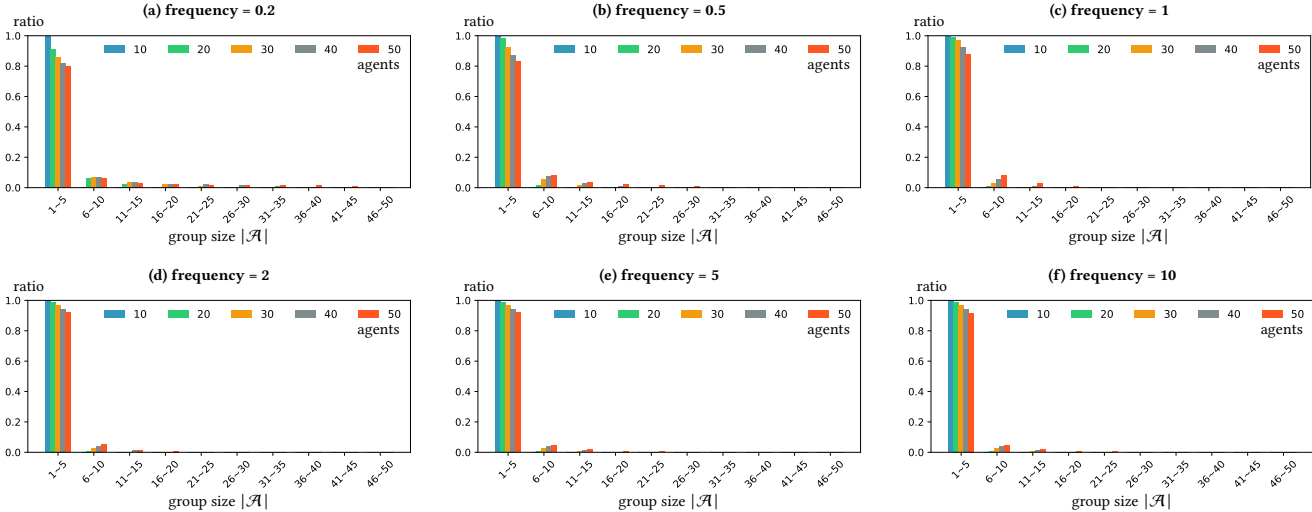 (a) frequency = 0.2
ratio
1.0
0.8
0.6
0.4
0.2
0.0
10 20 30 40 50
agents
1~5 6~10 11~15 16~20 21~25 26~30 31~35 36~40 41~45 46~50
group size |𝒜|
(b) frequency = 0.5
ratio
1.0
0.8
0.6
0.4
0.2
0.0
10 20 30 40 50
agents
1~5 6~10 11~15 16~20 21~25 26~30 31~35 36~40 41~45 46~50
group size |𝒜|
(c) frequency = 1
ratio
1.0
0.8
0.6
0.4
0.2
0.0
10 20 30 40 50
agents
1~5 6~10 11~15 16~20 21~25 26~30 31~35 36~40 41~45 46~50
group size |𝒜|
(d) frequency = 2
ratio
1.0
0.8
0.6
0.4
0.2
0.0
10 20 30 40 50
agents
1~5 6~10 11~15 16~20 21~25 26~30 31~35 36~40 41~45 46~50
group size |𝒜|
(e) frequency = 5
ratio
1.0
0.8
0.6
0.4
0.2
0.0
10 20 30 40 50
agents
1~5 6~10 11~15 16~20 21~25 26~30 31~35 36~40 41~45 46~50
group size |𝒜|
(f) frequency = 10
ratio
1.0
0.8
0.6
0.4
0.2
0.0
10 20 30 40 50
agents
1~5 6~10 11~15 16~20 21~25 26~30 31~35 36~40 41~45 46~50
group size |𝒜|